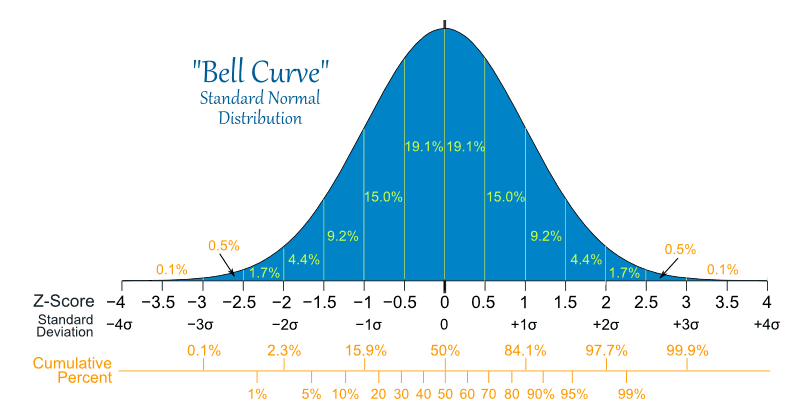 "Bell Curve"
Standard Normal
Distribution
19.1% 19.1%
15.0% 15.0%
9.2% 9.2%
0.5% 0.5%
4.4% 4.4%
0.1% 1.7% 1.7% 0.1%
Z-Score −4 −3.5 −3 −2.5 −2 −1.5 −1 −0.5 0 0.5 1 1.5 2 2.5 3 3.5 4
Standard
Deviation −4σ −3σ −2σ −1σ 0 +1σ +2σ +3σ +4σ
0.1% 2.3% 15.9% 50% 84.1% 97.7% 99.9%
Cumulative
Percent
1% 5% 10% 20 30 40 50 60 70 80 90% 95% 99%